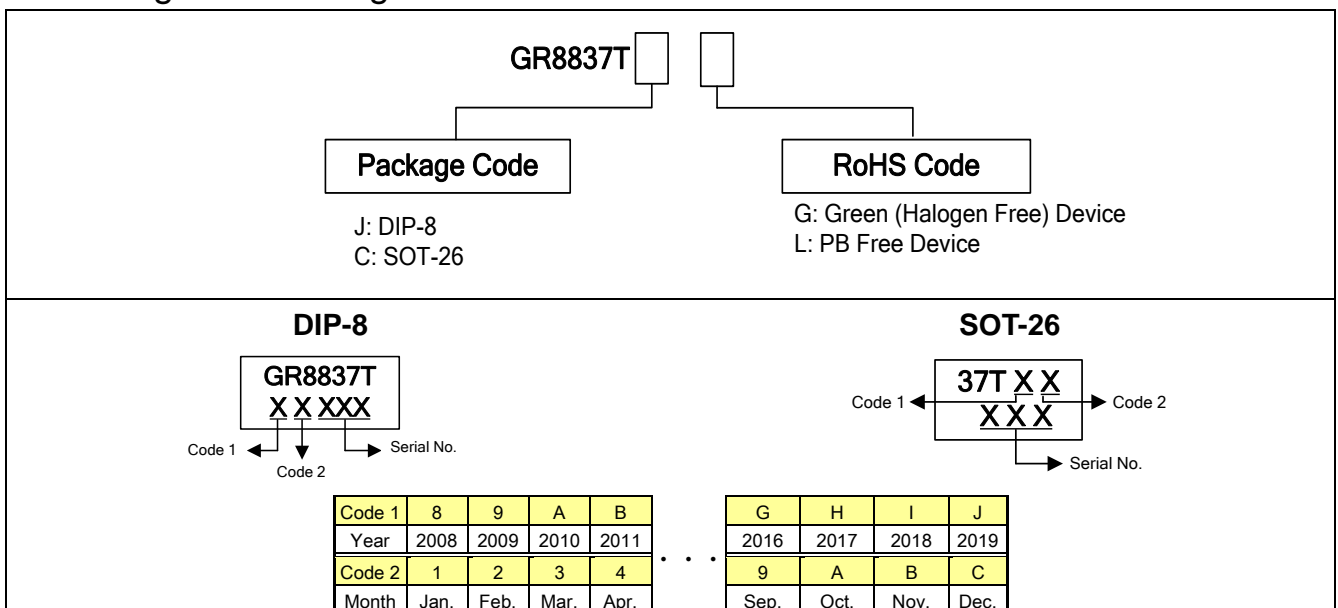 GR8837T
Package Code
RoHS Code
J: DIP-8
C: SOT-26
G: Green (Halogen Free) Device
L: PB Free Device
DIP-8
GR8837T
X X XXX
Code 1
Code 2
Serial No.
SOT-26
37T X X
X X X
Code 1
Code 2
Serial No.
Code 1 8 9 A B G H I J
Year 2008 2009 2010 2011 . . . 2016 2017 2018 2019
Code 2 1 2 3 4 9 A B C
Month Jan. Feb. Mar. Apr. Sep. Oct. Nov. Dec.